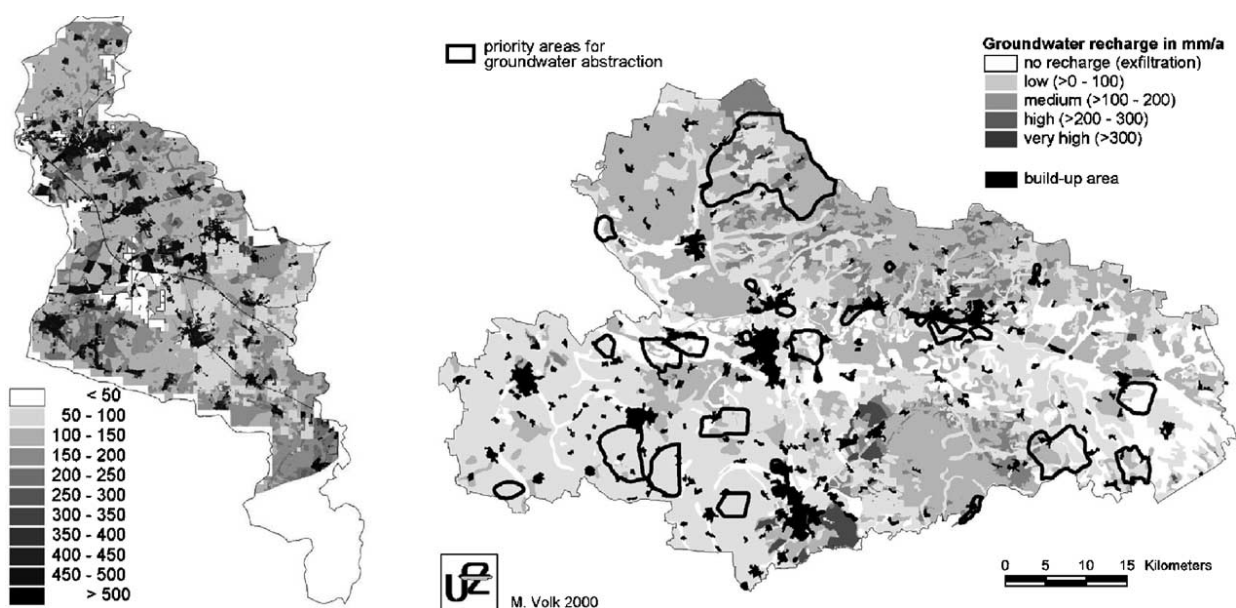 priority areas for
groundwater abstraction
Groundwater recharge in mm/a
no recharge (exfiltration)
low (>0 - 100)
medium (>100 - 200)
high (>200 - 300)
very high (>300)
build-up area
< 50
50 - 100
100 - 150
150 - 200
200 - 250
250 - 300
300 - 350
350 - 400
400 - 450
450 - 500
> 500
UFZ
M. Volk 2000
0 5 10 15 Kilometers